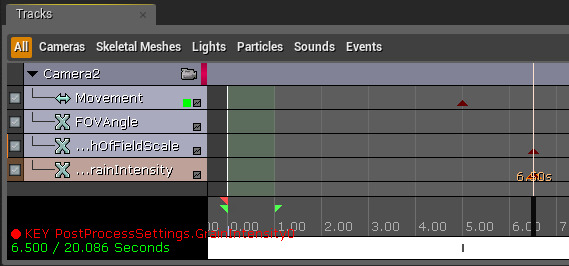 Tracks
All Cameras Skeletal Meshes Lights Particles Sounds Events
Camera2
Movement
FOVAngle
...hOfFieldScale
...rainIntensity
6.50s
.00 0.00 1.00 2.00 3.00 4.00 5.00 6.00 7.0
KEY PostProcessSettings.
6.500 / 20.086 Seconds